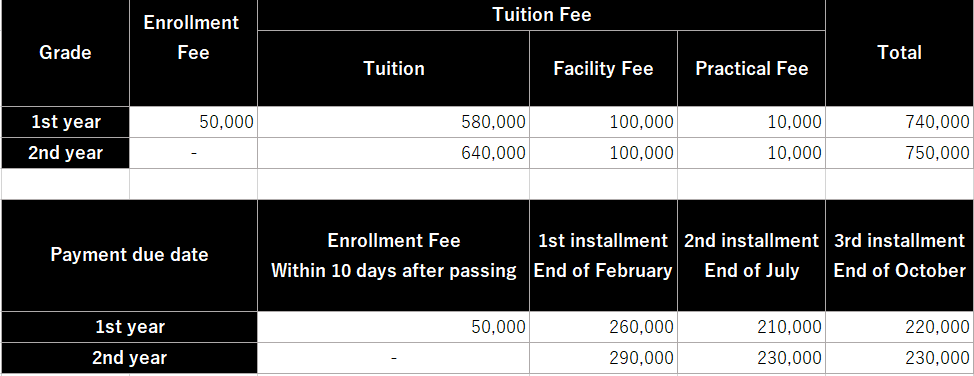 Grade Enrollment Fee Tuition Fee Total
Tuition Facility Fee Practical Fee
1st year 50,000 580,000 100,000 10,000 740,000
2nd year - 640,000 100,000 10,000 750,000
Payment due date Enrollment Fee 1st installment 2nd installment 3rd installment
Within 10 days after passing End of February End of July End of October
1st year 50,000 260,000 210,000 220,000
2nd year - 290,000 230,000 230,000